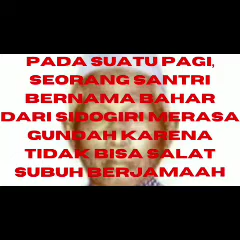 PADA SUATU PAGI,
SEORANG SANTRI
BERNAMA BAHAR
DARI SIDOGIRI MERASA
GUNDAH KARENA
TIDAK BISA SALAT
SUBUH BERJAMAAH